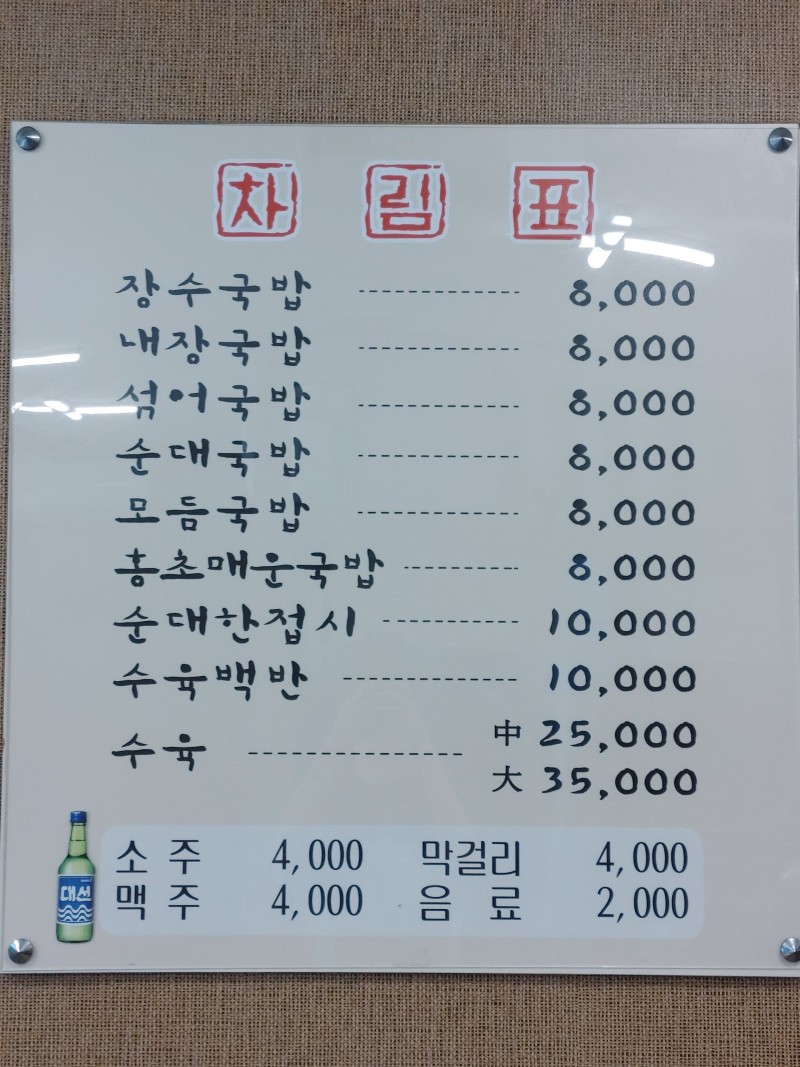 차림표
장수국밥 ---------------- 8,000
내장국밥 ---------------- 8,000
섞어국밥 ---------------- 8,000
순대국밥 ---------------- 8,000
모듬국밥 ---------------- 8,000
홍초매운국밥 ----------- 8,000
순대한접시 ------------- 10,000
수육백반 ----------------- 10,000
수육 --------------------- 中 25,000
大 35,000
소주 4,000 막걸리 4,000
맥주 4,000 음료 2,000
대선